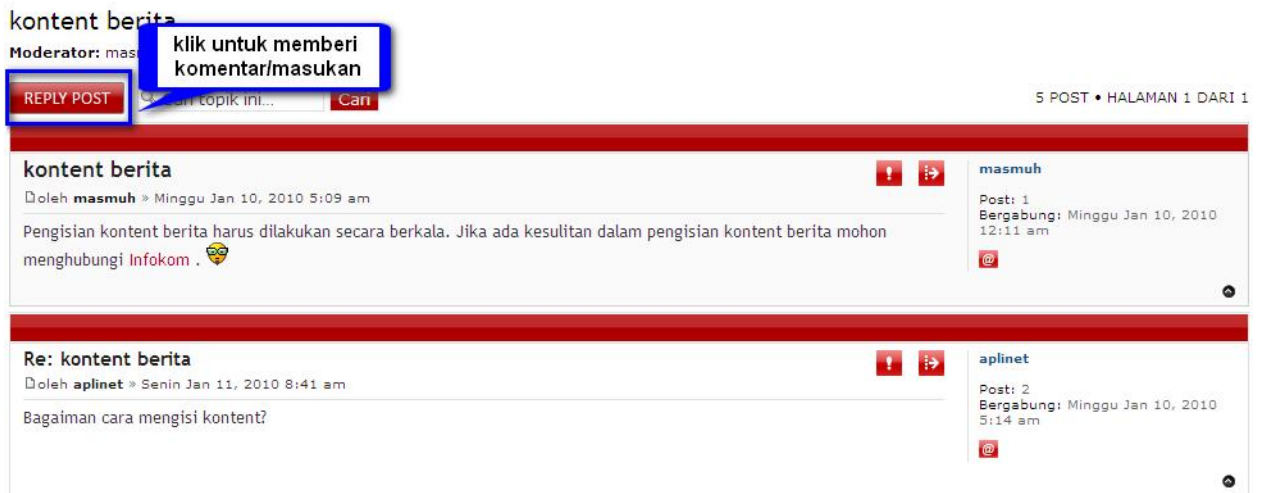 kontent berita
Moderator:
klik untuk memberi
komentar/masukan
REPLY POST
topik ini...
Cari
5 POST • HALAMAN 1 DARI 1
kontent berita
oleh masmuh » Minggu Jan 10, 2010 5:09 am
Pengisian kontent berita harus dilakukan secara berkala. Jika ada kesulitan dalam pengisian kontent berita mohon
menghubungi Infokom .
masmuh
Post: 1
Bergabung: Minggu Jan 10, 2010
12:11 am
@
Re: kontent berita
oleh aplinet » Senin Jan 11, 2010 8:41 am
Bagaiman cara mengisi kontent?
aplinet
Post: 2
Bergabung: Minggu Jan 10, 2010
5:14 am
@